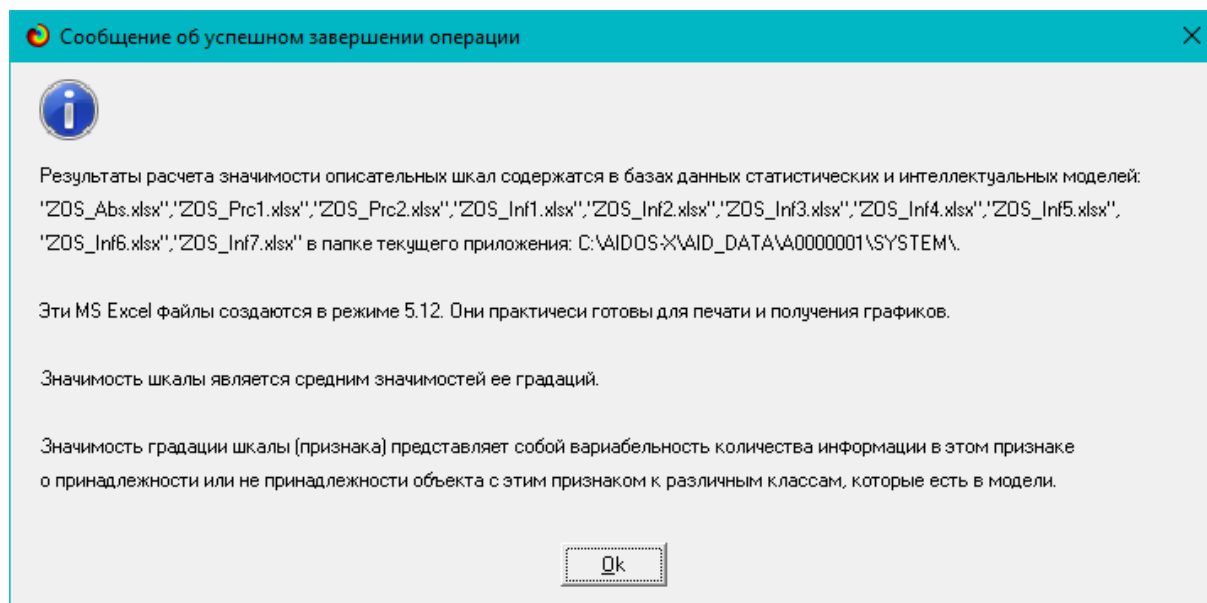 Сообщение об успешном завершении операции
Результаты расчета значимости описательных шкал содержатся в базах данных статистических и интеллектуальных моделей:
"ZOS_Abs.xlsx","ZOS_Prc1.xlsx","ZOS_Prc2.xlsx","ZOS_Inf1.xlsx","ZOS_Inf2.xlsx","ZOS_Inf3.xlsx","ZOS_Inf4.xlsx","ZOS_Inf5.xlsx",
"ZOS_Inf6.xlsx","ZOS_Inf7.xlsx" в папке текущего приложения: C:\AIDOS-X\AID_DATA\A0000001\SYSTEM\.
Эти MS Excel файлы создаются в режиме 5.12. Они практичеси готовы для печати и получения графиков.
Значимость шкалы является средним значимостей ее градаций.
Значимость градации шкалы (признака) представляет собой вариабельность количества информации в этом признаке
о принадлежности или не принадлежности объекта с этим признаком к различным классам, которые есть в модели.
Ok